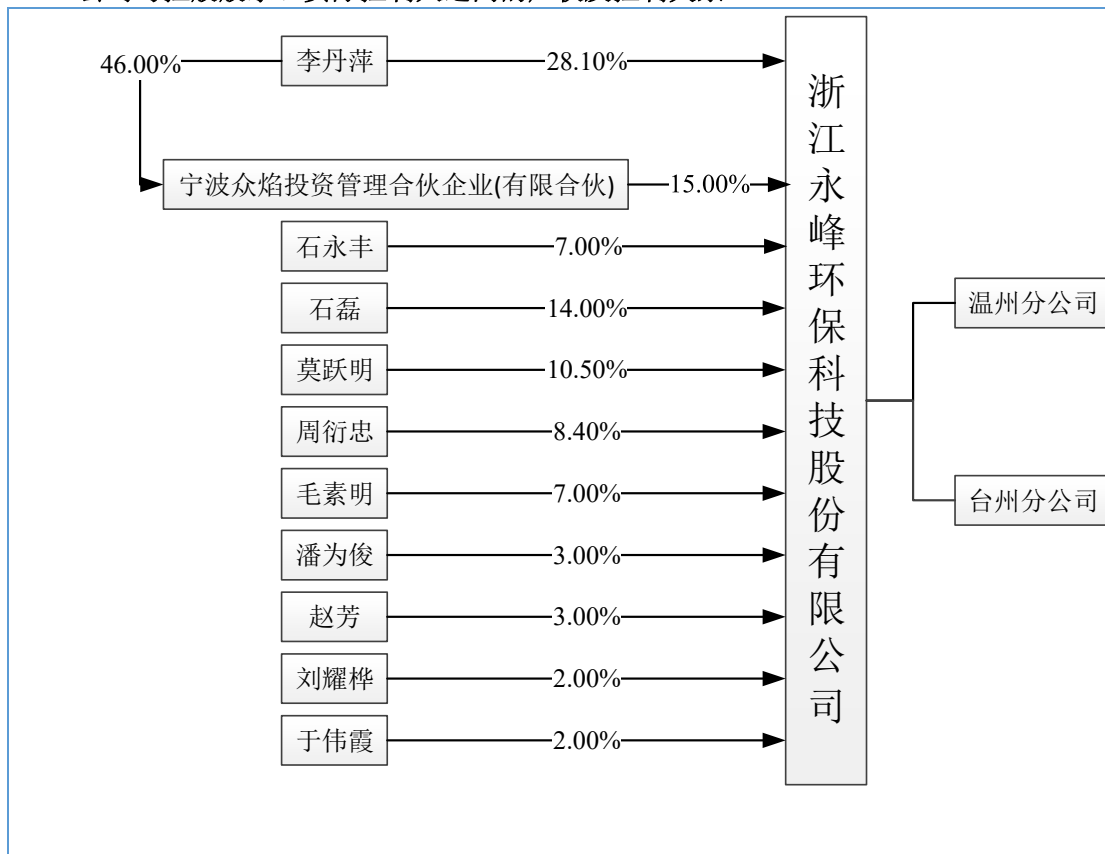 46.00%
李丹萍
28.10%
宁波众焰投资管理合伙企业(有限合伙)
15.00%
石永丰
7.00%
石磊
14.00%
莫跃明
10.50%
周衍忠
8.40%
毛素明
7.00%
潘为俊
3.00%
赵芳
3.00%
刘耀桦
2.00%
于伟霞
2.00%
浙江永峰环保科技股份有限公司
温州分公司
台州分公司